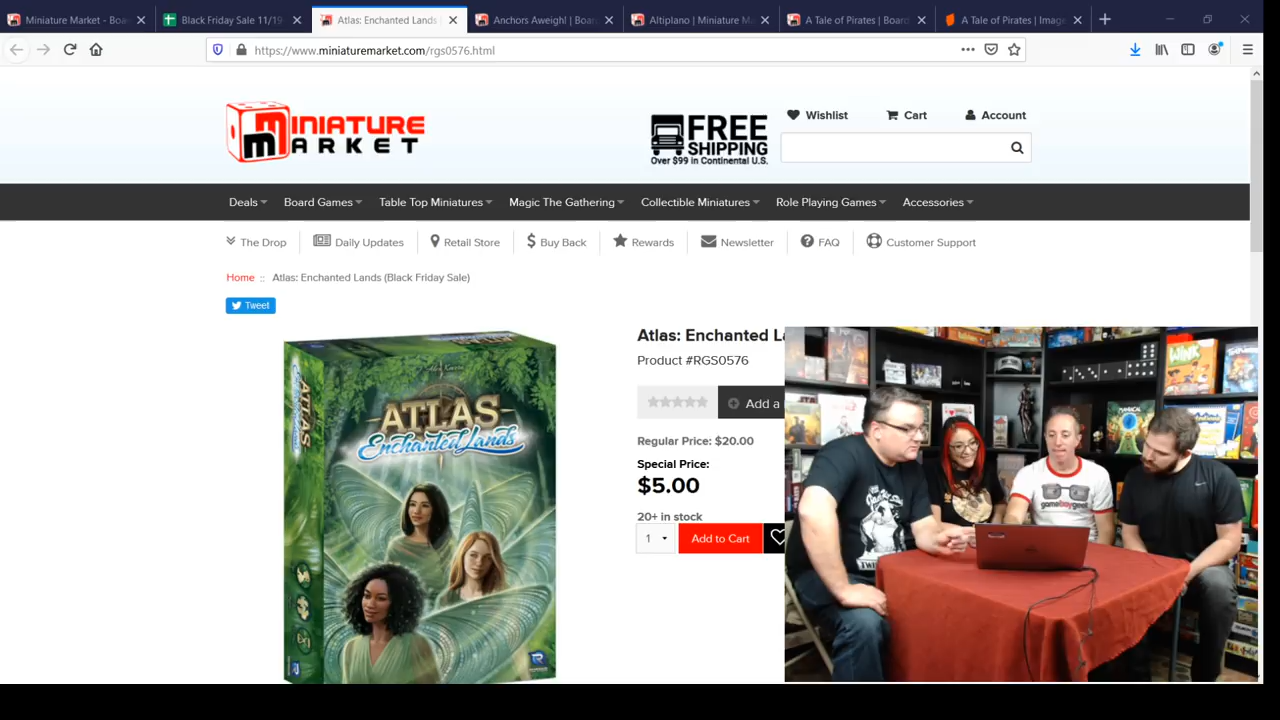 Miniature Market - Boa
Black Friday Sale 11/19
Atlas: Enchanted Lands
Anchors Aweigh! | Boar
Altiplano | Miniature M
A Tale of Pirates | Board
A Tale of Pirates | Image
https://www.miniaturemarket.com/rgs0576.html
MINIATURE
MARKET
FREE
SHIPPING
Over $99 in Continental U.S.
Wishlist Cart Account
Deals Board Games Table Top Miniatures Magic The Gathering Collectible Miniatures Role Playing Games Accessories
The Drop Daily Updates Retail Store Buy Back Rewards Newsletter FAQ Customer Support
Home :: Atlas: Enchanted Lands (Black Friday Sale)
Tweet
Atlas: Enchanted L
Product #RGS0576
Add a
Regular Price: $20.00
Special Price:
$5.00
20+ in stock
1 Add to Cart
ATLAS
Enchanted Lands
ATLAS
WINK
MANIACAL
gameboygeek